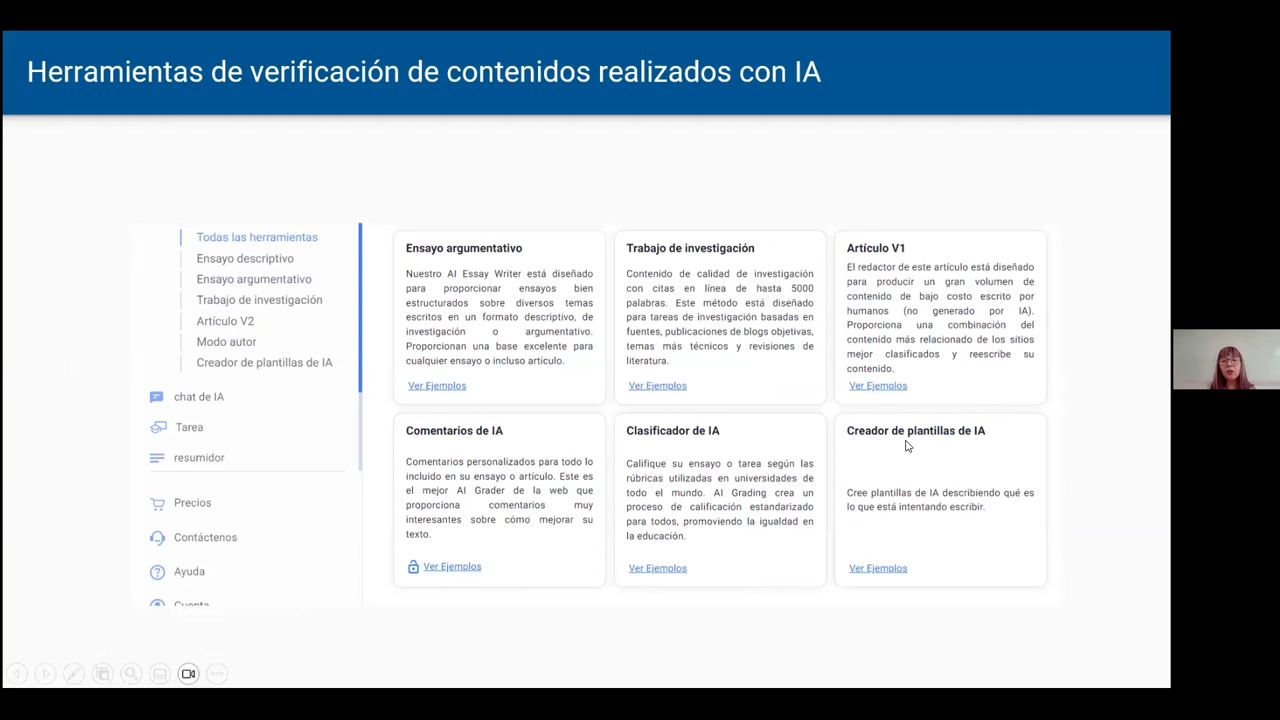 Herramientas de verificación de contenidos realizados con IA
Todas las herramientas
Ensayo descriptivo
Ensayo argumentativo
Trabajo de investigación
Artículo V2
Modo autor
Creador de plantillas de IA
chat de IA
Tarea
resumidor
Precios
Contáctenos
Ayuda
Cuenta
Ensayo argumentativo
Nuestro AI Essay Writer está diseñado
para proporcionar ensayos bien
estructurados sobre diversos temas
escritos en un formato descriptivo, de
investigación o argumentativo.
Proporcionan una base excelente para
cualquier ensayo o incluso artículo.
Ver Ejemplos
Trabajo de investigación
Contenido de calidad de investigación
con citas en línea de hasta 5000
palabras. Este método está diseñado
para tareas de investigación basadas en
fuentes, publicaciones de blogs objetivas,
temas más técnicos y revisiones de
literatura.
Ver Ejemplos
Artículo V1
El redactor de este artículo está diseñado
para producir un gran volumen de
contenido de bajo costo escrito por
humanos (no generado por IA).
Proporciona una combinación del
contenido más relacionado de los sitios
mejor clasificados y reescribe su
contenido.
Ver Ejemplos
Comentarios de IA
Comentarios personalizados para todo lo
incluido en su ensayo o artículo. Este es
el mejor AI Grader de la web que
proporciona comentarios muy
interesantes sobre cómo mejorar su
texto.
Ver Ejemplos
Clasificador de IA
Califique su ensayo o tarea según las
rúbricas utilizadas en universidades de
todo el mundo. AI Grading crea un
proceso de calificación estandarizado
para todos, promoviendo la igualdad en
la educación.
Ver Ejemplos
Creador de plantillas de IA
Cree plantillas de IA describiendo qué es
lo que está intentando escribir.
Ver Ejemplos